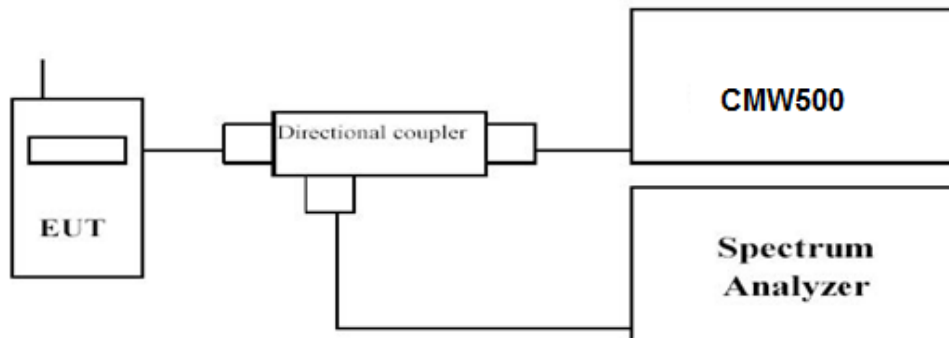 CMW500
Directional coupler
EUT
Spectrum
Analyzer